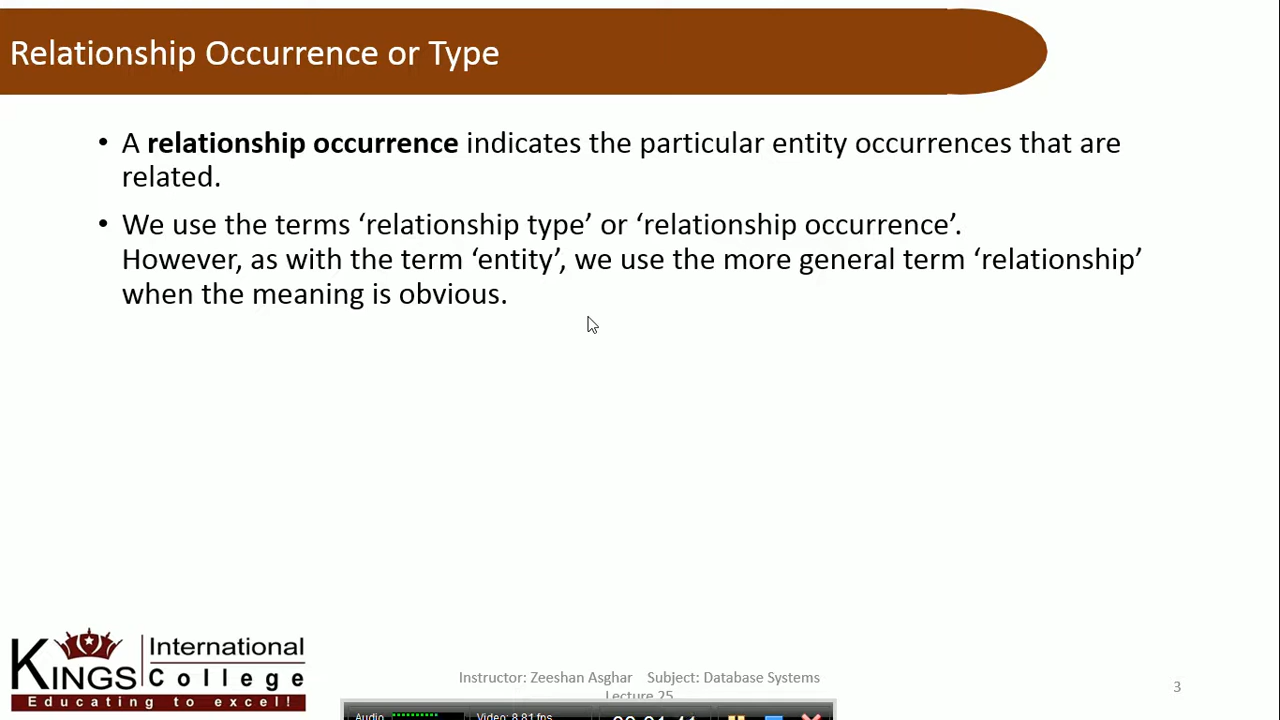 Relationship Occurrence or Type
• A relationship occurrence indicates the particular entity occurrences that are
related.
• We use the terms ‘relationship type’ or ‘relationship occurrence’.
However, as with the term ‘entity’, we use the more general term ‘relationship’
when the meaning is obvious.
KINGS International College
Educating to excel!
Instructor: Zeeshan Asghar Subject: Database Systems
Lecture 25
3
Audio
Video: 8.81 fps